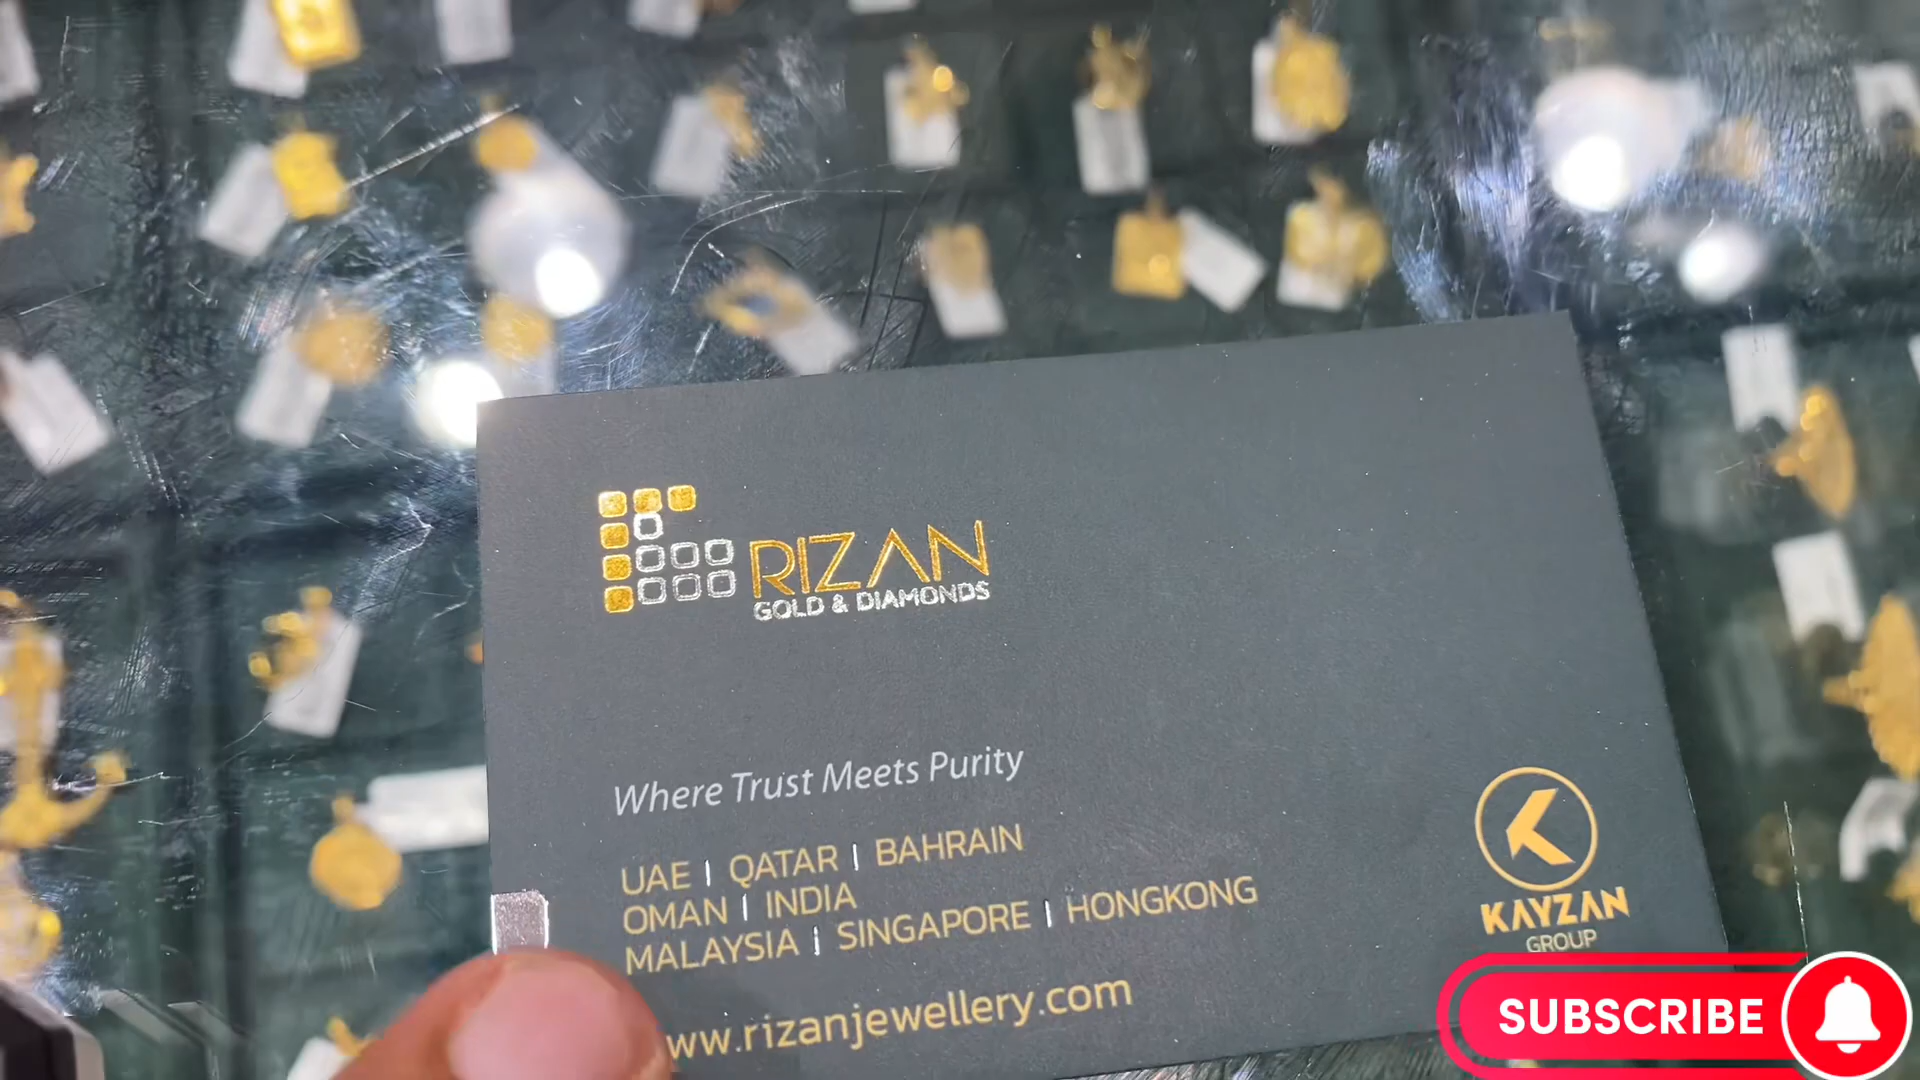 RIZAN
GOLD & DIAMONDS
Where Trust Meets Purity
UAE | QATAR | BAHRAIN
OMAN | INDIA
MALAYSIA | SINGAPORE | HONGKONG
www.rizanjewellery.com
KAYZAN
GROUP
SUBSCRIBE